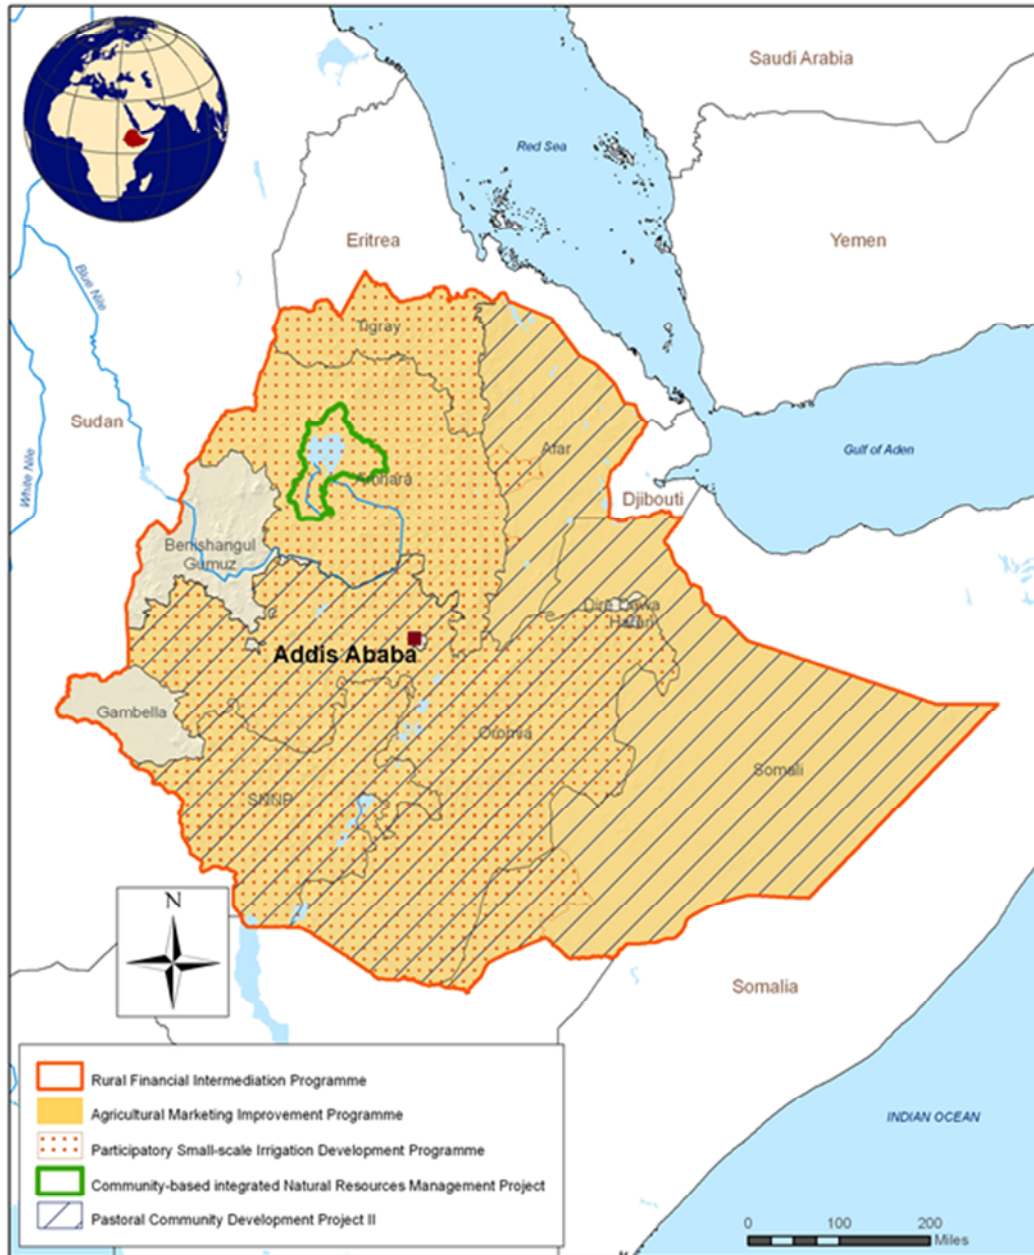 Saudi Arabia
Red Sea
Eritrea
Yemen
Blue Nile
Tigray
Sudan
White Nile
Afar
Gulf of Aden
Amhara
Djibouti
Benishangul
Gumuz
Dire Dawa
Harari
Addis Ababa
Gambella
Oromia
Somali
SNNP
N
Somalia
Rural Financial Intermediation Programme
Agricultural Marketing Improvement Programme
Participatory Small-scale Irrigation Development Programme
Community-based integrated Natural Resources Management Project
Pastoral Community Development Project II
INDIAN OCEAN
0 100 200
Miles